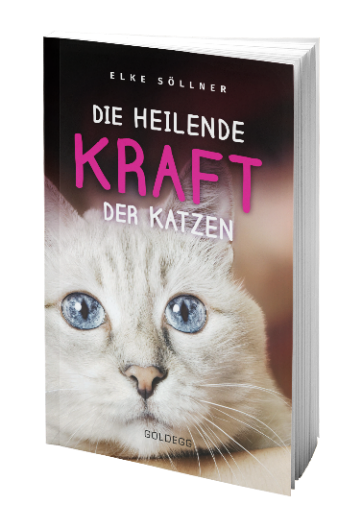 ELKE SÖLLNER
DIE HEILENDE
KRAFT
DER KATZEN
GOLDEGG